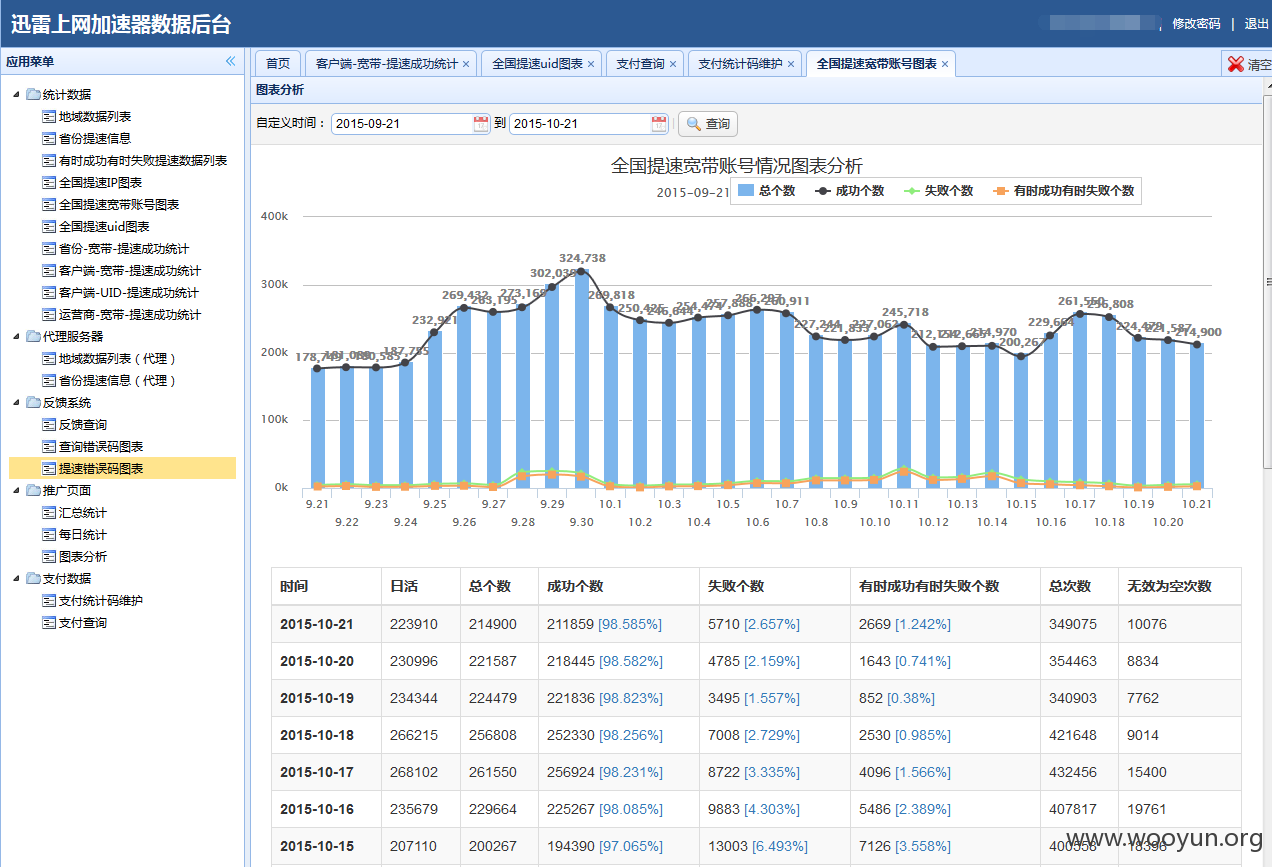 迅雷上网加速器数据后台
修改密码 | 退出
应用菜单
统计数据
地域数据列表
省份提速信息
有时成功有时失败提速数据列表
全国提速IP图表
全国提速宽带账号图表
全国提速uid图表
省份-宽带-提速成功统计
客户端-宽带-提速成功统计
客户端-UID-提速成功统计
运营商-宽带-提速成功统计
代理服务器
地域数据列表（代理）
省份提速信息（代理）
反馈系统
反馈查询
查询错误码图表
提速错误码图表
推广页面
汇总统计
每日统计
图表分析
支付数据
支付统计码维护
支付查询
首页 客户端-宽带-提速成功统计 全国提速uid图表 支付查询 支付统计码维护 全国提速宽带账号图表 清空
图表分析
自定义时间： 2015-09-21 到 2015-10-21 查询
全国提速宽带账号情况图表分析
2015-09-21
总个数 成功个数 失败个数 有时成功有时失败个数
400k
300k
200k
100k
0k
232,921 269,432 263,195 273,168 324,738 269,818 257,888 266,297 260,911 245,718 214,970 200,267 229,664 261,550 256,808 224,479 221,587 214,900
9.21 9.23 9.25 9.27 9.29 10.1 10.3 10.5 10.7 10.9 10.11 10.13 10.15 10.17 10.19 10.21
9.22 9.24 9.26 9.28 9.30 10.2 10.4 10.6 10.8 10.10 10.12 10.14 10.16 10.18 10.20
时间 日活 总个数 成功个数 失败个数 有时成功有时失败个数 总次数 无效为空次数
2015-10-21 223910 214900 211859 [98.585%] 5710 [2.657%] 2669 [1.242%] 349075 10076
2015-10-20 230996 221587 218445 [98.582%] 4785 [2.159%] 1643 [0.741%] 354463 8834
2015-10-19 234344 224479 221836 [98.823%] 3495 [1.557%] 852 [0.38%] 340903 7762
2015-10-18 266215 256808 252330 [98.256%] 7008 [2.729%] 2530 [0.985%] 421648 9014
2015-10-17 268102 261550 256924 [98.231%] 8722 [3.335%] 4096 [1.566%] 432456 15400
2015-10-16 235679 229664 225267 [98.085%] 9883 [4.303%] 5486 [2.389%] 407817 19761
2015-10-15 207110 200267 194390 [97.065%] 13003 [6.493%] 7126 [3.558%]
www.wooyun.org